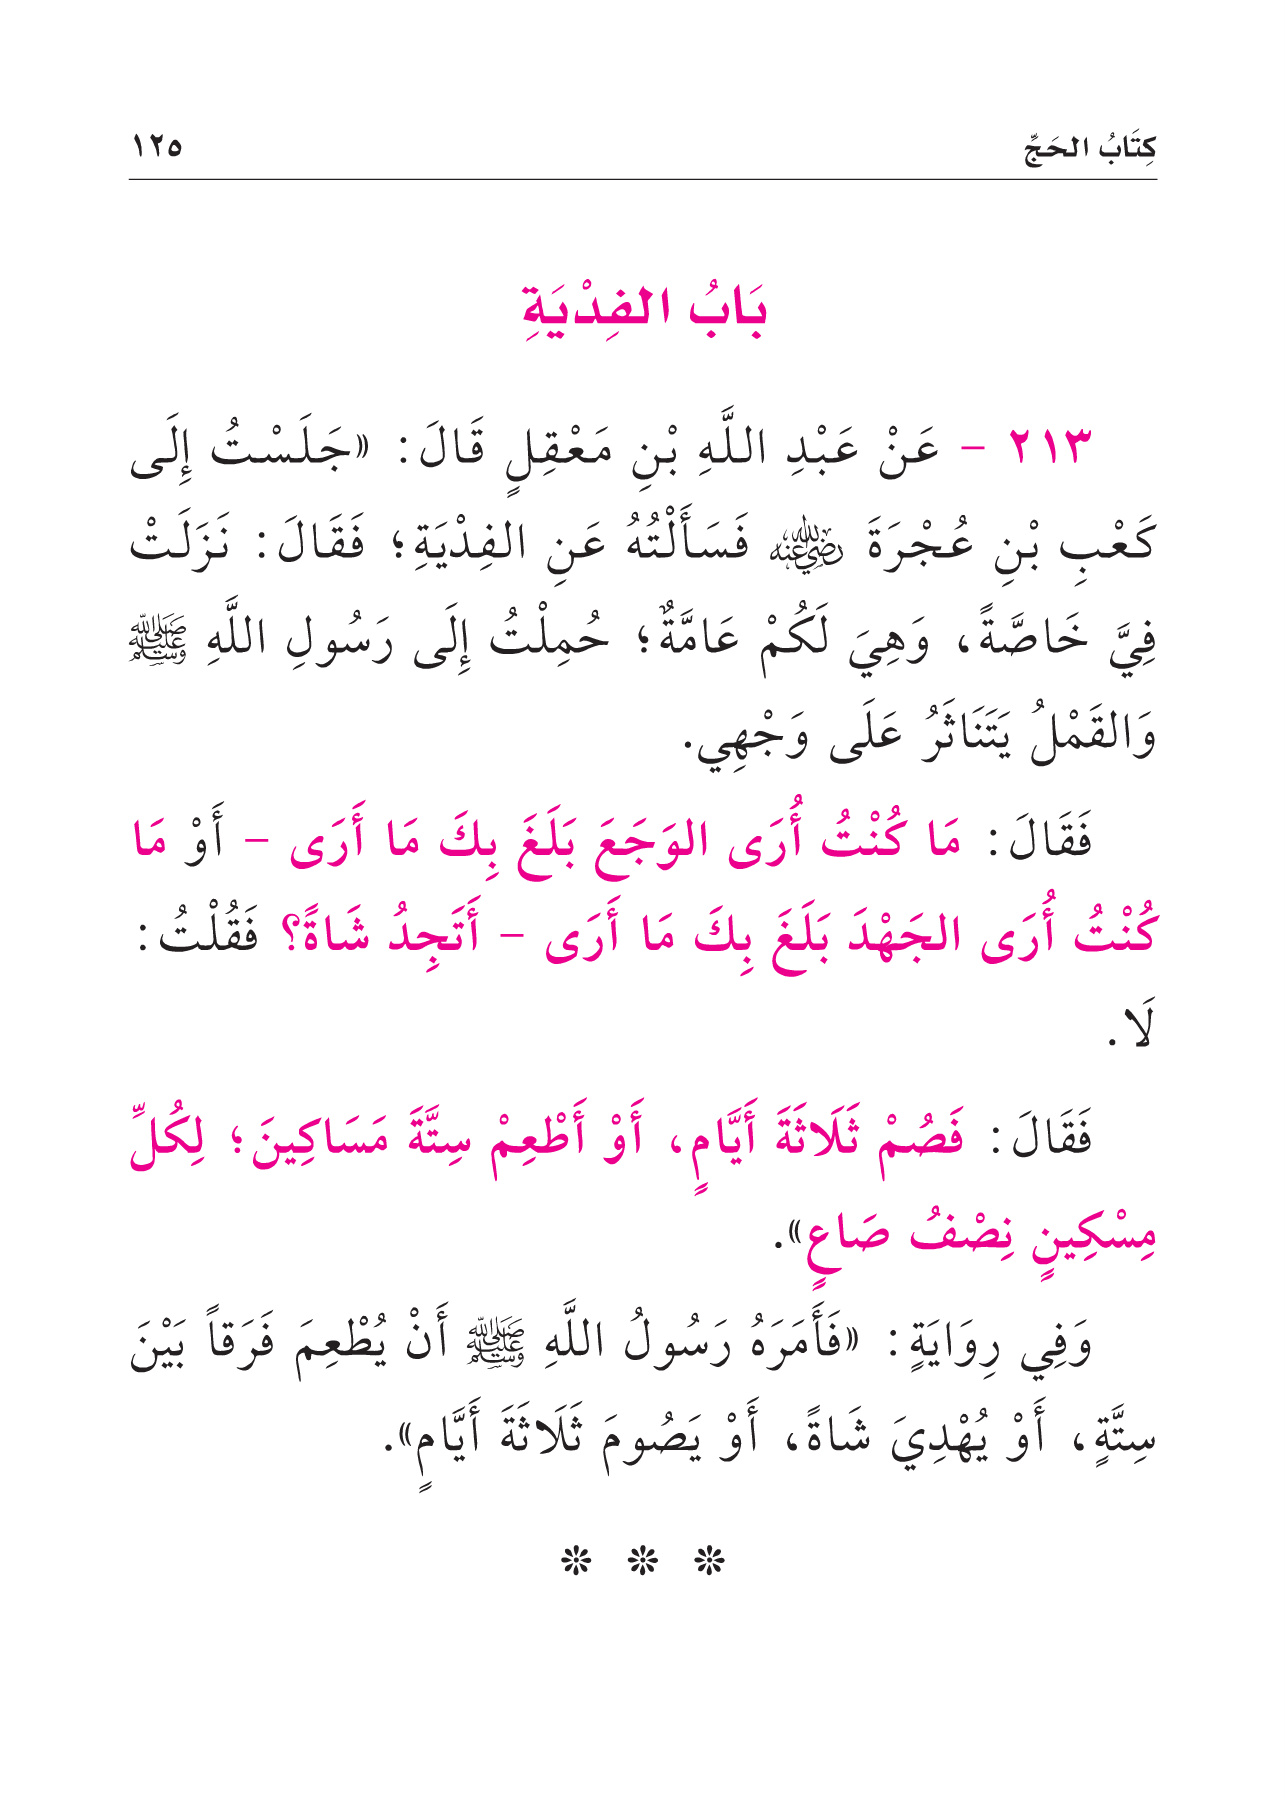 كِتَابُ الحَجِّ ١٢٥
بَابُ الفِدْيَةِ
٢١٣ - عَنْ عَبْدِ اللَّهِ بْنِ مَعْقِلٍ قَالَ: «جَلَسْتُ إِلَى
كَعْبِ بْنِ عُجْرَةَ رضي الله عنه فَسَأَلْتُهُ عَنِ الفِدْيَةِ؛ فَقَالَ: نَزَلَتْ
فِيَّ خَاصَّةً، وَهِيَ لَكُمْ عَامَّةٌ؛ حُمِلْتُ إِلَى رَسُولِ اللَّهِ ﷺ
وَالقَمْلُ يَتَنَاثَرُ عَلَى وَجْهِي.
فَقَالَ: مَا كُنْتُ أُرَى الوَجَعَ بَلَغَ بِكَ مَا أَرَى - أَوْ مَا
كُنْتُ أُرَى الجَهْدَ بَلَغَ بِكَ مَا أَرَى - أَتَجِدُ شَاةً؟ فَقُلْتُ:
لَا.
فَقَالَ: فَصُمْ ثَلَاثَةَ أَيَّامٍ، أَوْ أَطْعِمْ سِتَّةَ مَسَاكِينَ؛ لِكُلِّ
مِسْكِينٍ نِصْفُ صَاعٍ».
وَفِي رِوَايَةٍ: «فَأَمَرَهُ رَسُولُ اللَّهِ ﷺ أَنْ يُطْعِمَ فَرَقاً بَيْنَ
سِتَّةٍ، أَوْ يُهْدِيَ شَاةً، أَوْ يَصُومَ ثَلَاثَةَ أَيَّامٍ».